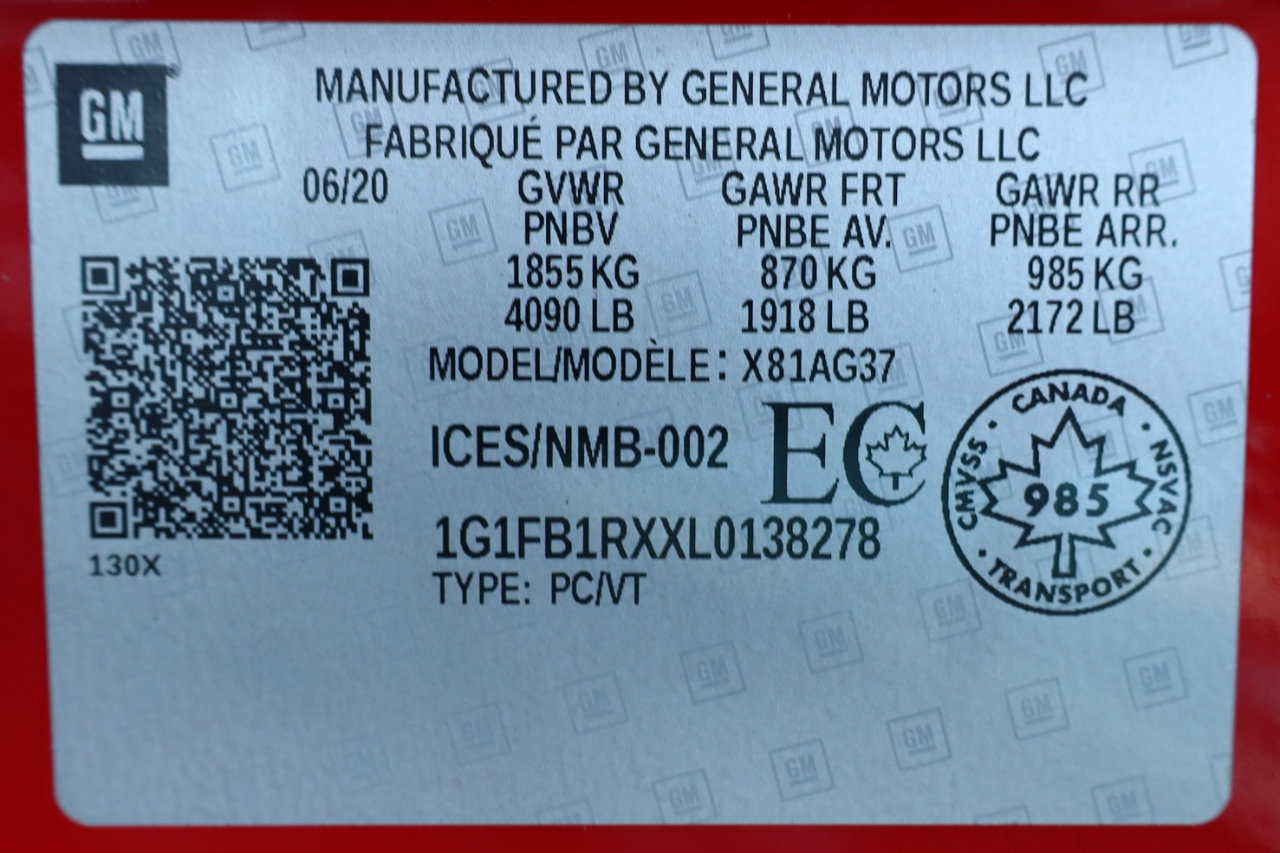 GM
MANUFACTURED BY GENERAL MOTORS LLC
FABRIQUÉ PAR GENERAL MOTORS LLC
06/20 GVWR GAWR FRT GAWR RR
PNBV PNBE AV. PNBE ARR.
1855 KG 870 KG 985 KG
4090 LB 1918 LB 2172 LB
MODEL/MODÈLE: X81AG37
ICES/NMB-002 EC
1G1FB1RXXL0138278
TYPE: PC/VT
130X
CANADA
CMVSS 985 NSVAC
TRANSPORT